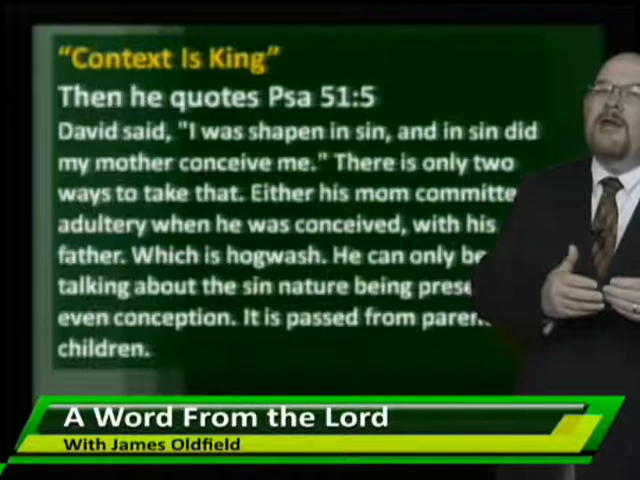 “Context Is King”
Then he quotes Psa 51:5
David said, "I was shapen in sin, and in sin did
my mother conceive me." There is only two
ways to take that. Either his mom committe
adultery when he was conceived, with his
father. Which is hogwash. He can only be
talking about the sin nature being prese
even conception. It is passed from paren
children.
A Word From the Lord
With James Oldfield